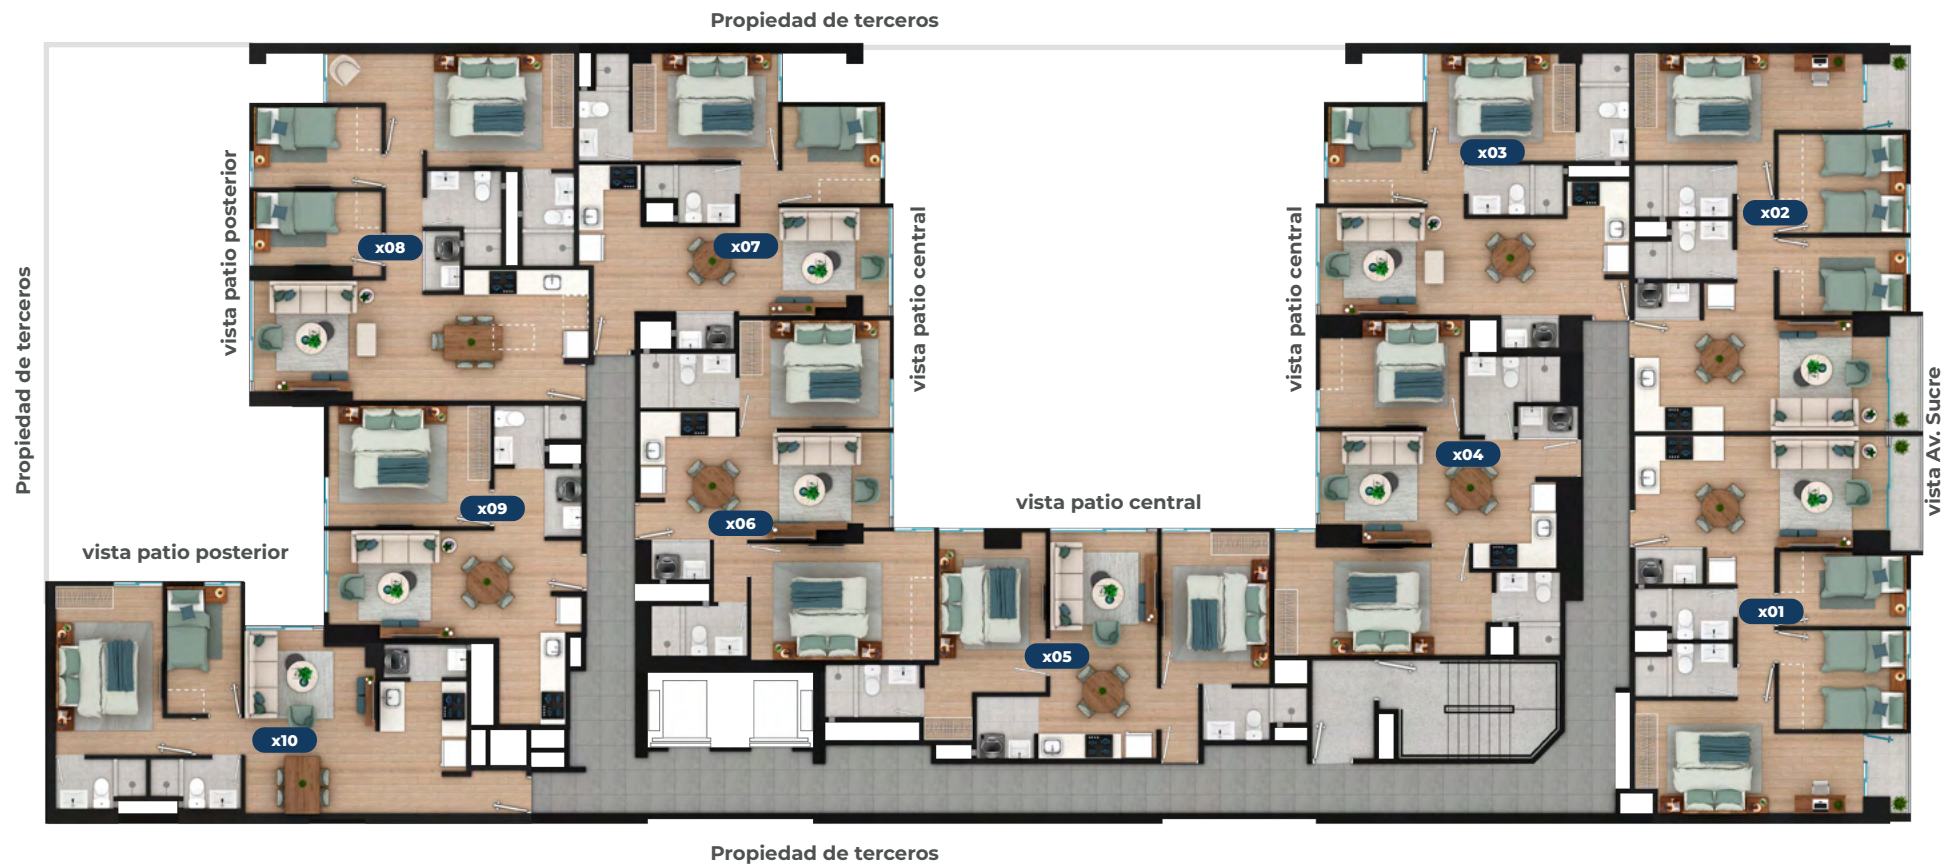 Propiedad de terceros
x03
x02
vista patio posterior
x08
x07
vista patio central
vista patio central
Propiedad de terceros
vista Av. Sucre
x04
x09
x06
vista patio central
vista patio posterior
x01
x05
x10
Propiedad de terceros